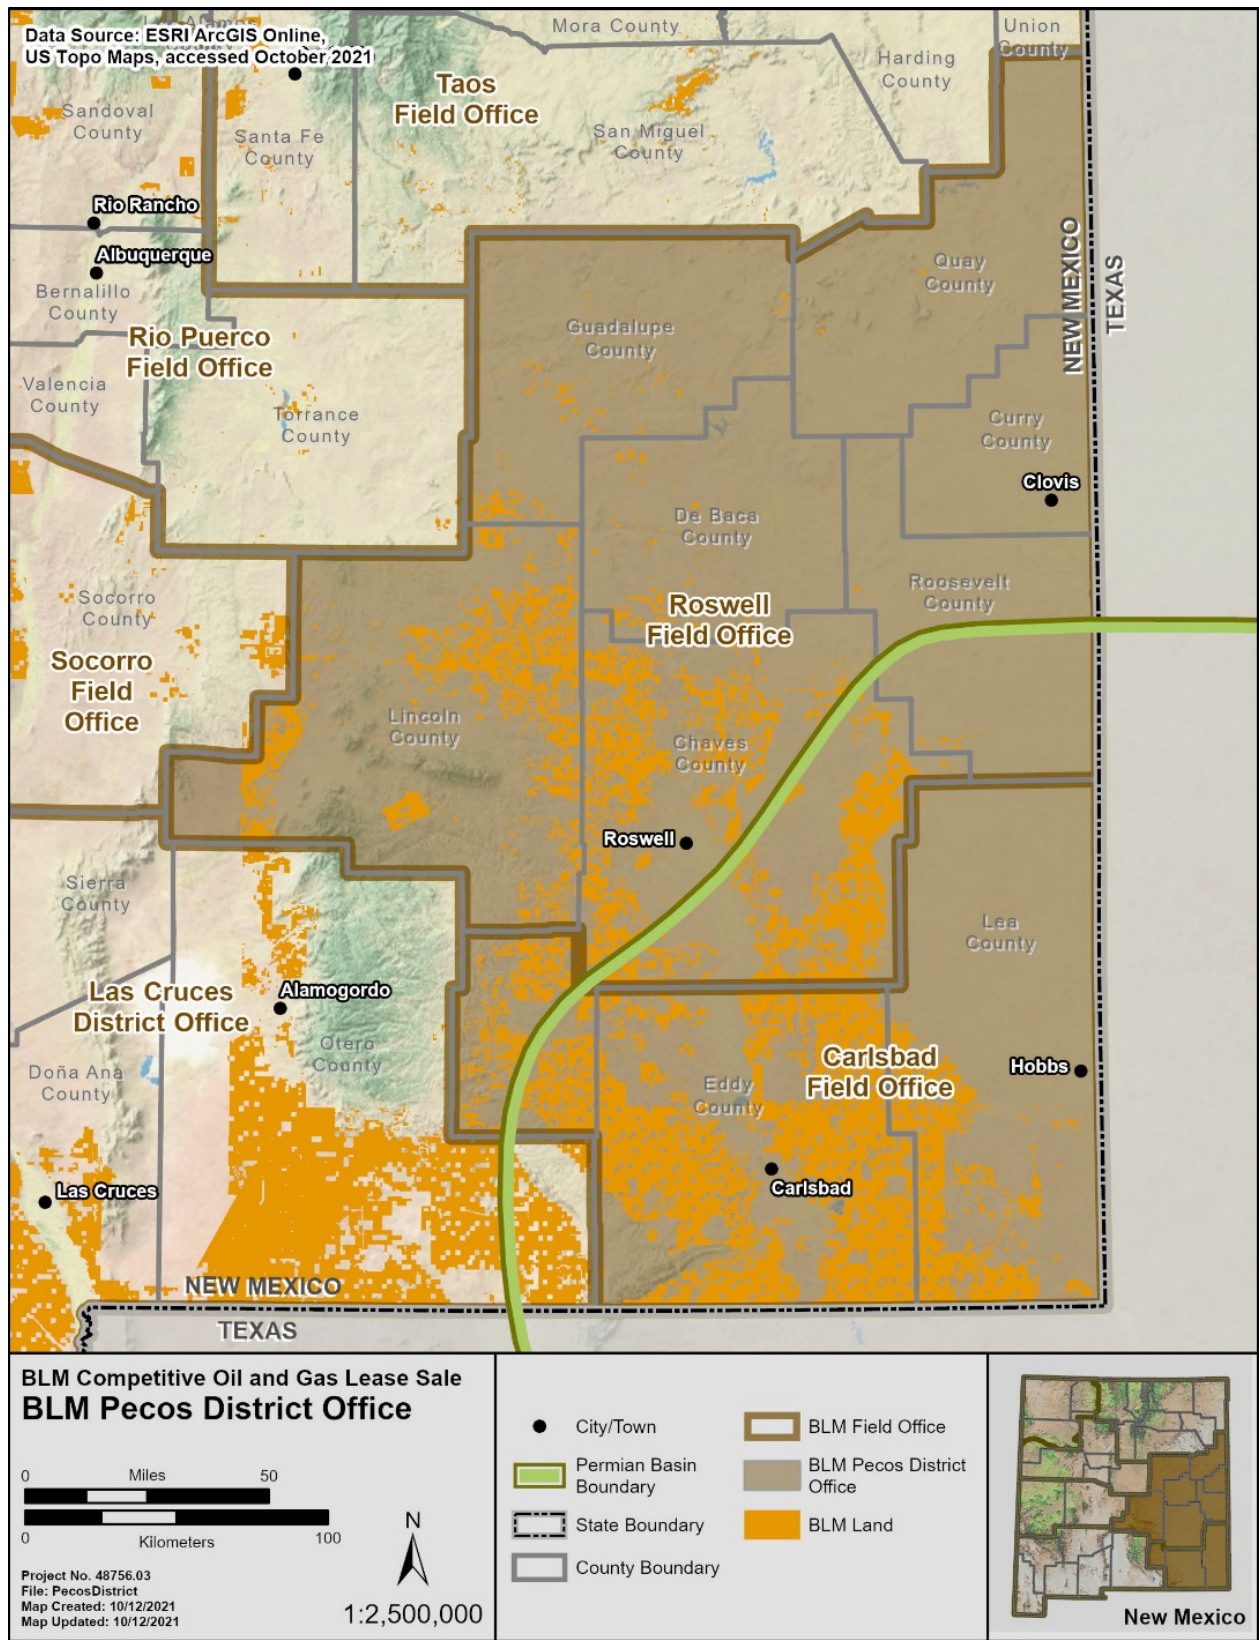 Data Source: ESRI ArcGIS Online,
US Topo Maps, accessed October 2021
Mora County
Union
County
Harding
County
Taos
Field Office
Sandoval
County
Santa Fe
County
San Miguel
County
Rio Rancho
Albuquerque
Bernalillo
County
Quay
County
NEW MEXICO
TEXAS
Guadalupe
County
Rio Puerco
Field Office
Valencia
County
Torrance
County
Curry
County
Clovis
De Baca
County
Roosevelt
County
Socorro
County
Roswell
Field Office
Socorro
Field
Office
Lincoln
County
Chaves
County
Roswell
Sierra
County
Lea
County
Las Cruces
District Office
Alamogordo
Otero
County
Doña Ana
County
Carlsbad
Field Office
Hobbs
Eddy
County
Las Cruces
Carlsbad
NEW MEXICO
TEXAS
BLM Competitive Oil and Gas Lease Sale
BLM Pecos District Office
0 Miles 50
0 Kilometers 100
Project No. 48756.03
File: PecosDistrict
Map Created: 10/12/2021
Map Updated: 10/12/2021
N
1:2,500,000
City/Town
Permian Basin
Boundary
State Boundary
County Boundary
BLM Field Office
BLM Pecos District
Office
BLM Land
New Mexico